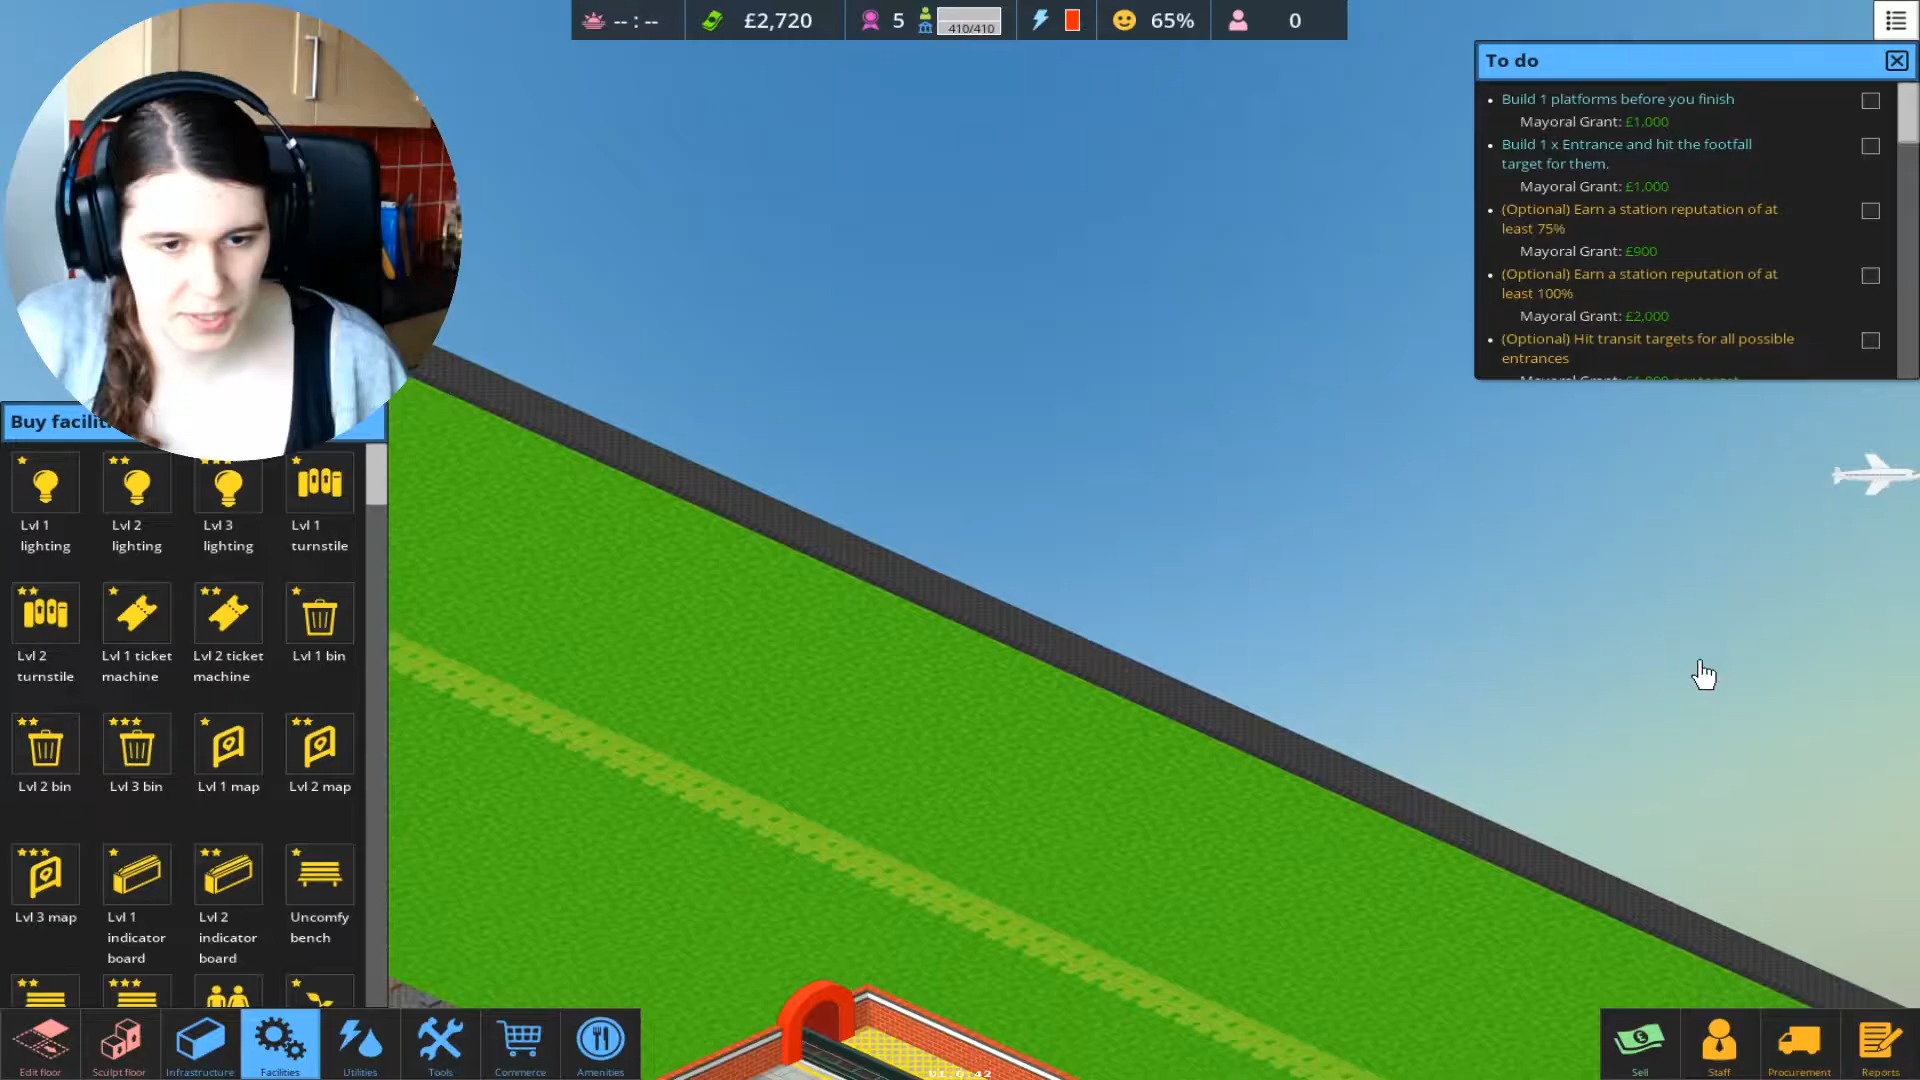 -- : --
£2,720
5
410/410
65%
0
To do
Build 1 platforms before you finish
Mayoral Grant: £1,000
Build 1 x Entrance and hit the footfall
target for them.
Mayoral Grant: £1,000
(Optional) Earn a station reputation of at
least 75%
Mayoral Grant: £900
(Optional) Earn a station reputation of at
least 100%
Mayoral Grant: £2,000
(Optional) Hit transit targets for all possible
entrances
Buy
Lvl 1
lighting
Lvl 2
lighting
Lvl 3
lighting
Lvl 1
turnstile
Lvl 2
turnstile
Lvl 1 ticket
machine
Lvl 2 ticket
machine
Lvl 1 bin
Lvl 2 bin
Lvl 3 bin
Lvl 1 map
Lvl 2 map
Lvl 3 map
Lvl 1
indicator
board
Lvl 2
indicator
board
Uncomfy
bench
Edit floor
Sculpt floor
Infrastructure
Facilities
Utilities
Tools
Commerce
Amenities
V1.0.42
Sell
Staff
Procurement
Reports